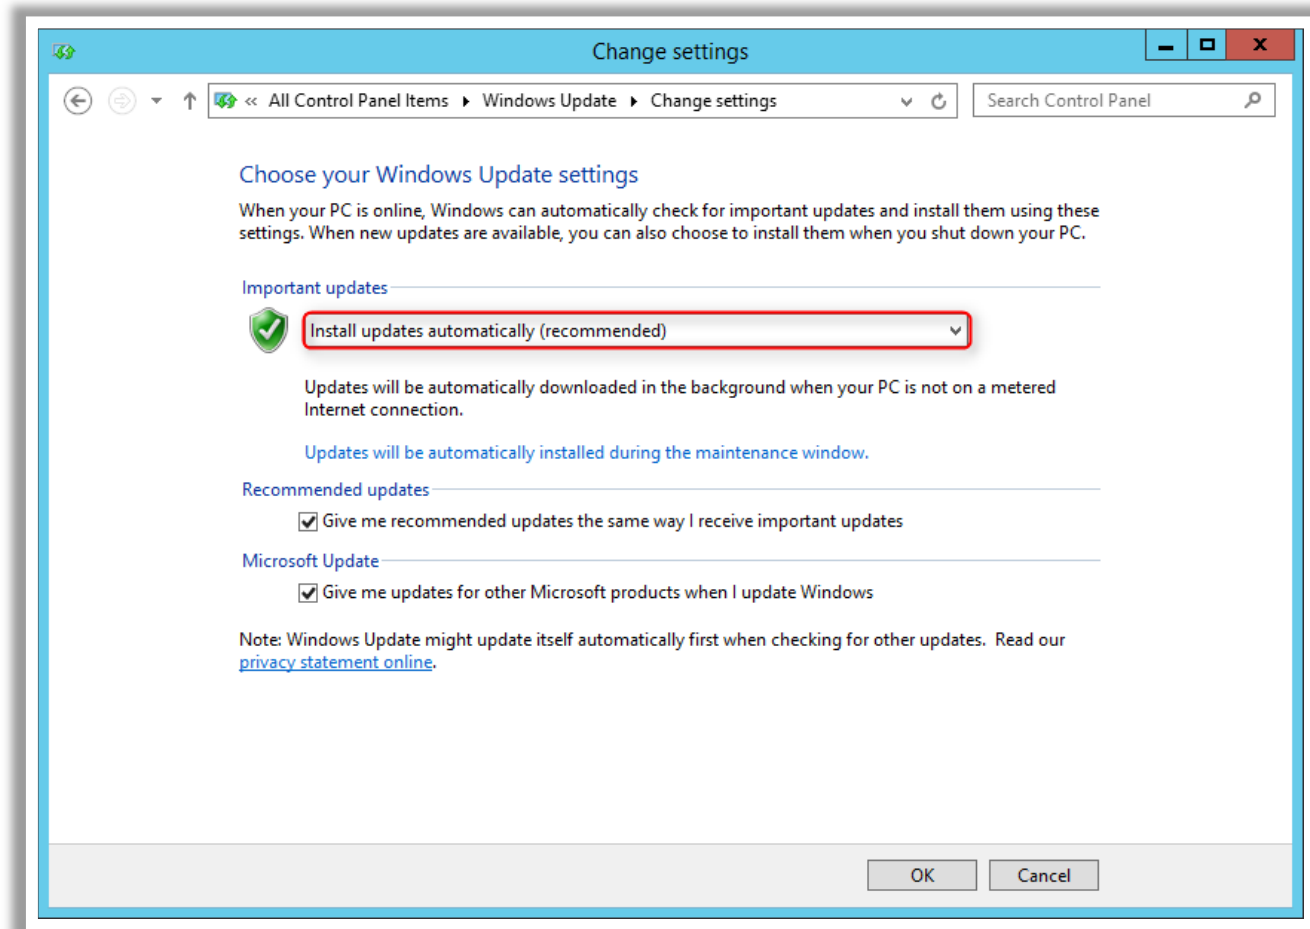 Change settings
« All Control Panel Items Windows Update Change settings
Search Control Panel
Choose your Windows Update settings
When your PC is online, Windows can automatically check for important updates and install them using these
settings. When new updates are available, you can also choose to install them when you shut down your PC.
Important updates
Install updates automatically (recommended)
Updates will be automatically downloaded in the background when your PC is not on a metered
Internet connection.
Updates will be automatically installed during the maintenance window.
Recommended updates
Give me recommended updates the same way I receive important updates
Microsoft Update
Give me updates for other Microsoft products when I update Windows
Note: Windows Update might update itself automatically first when checking for other updates. Read our
privacy statement online.
OK Cancel